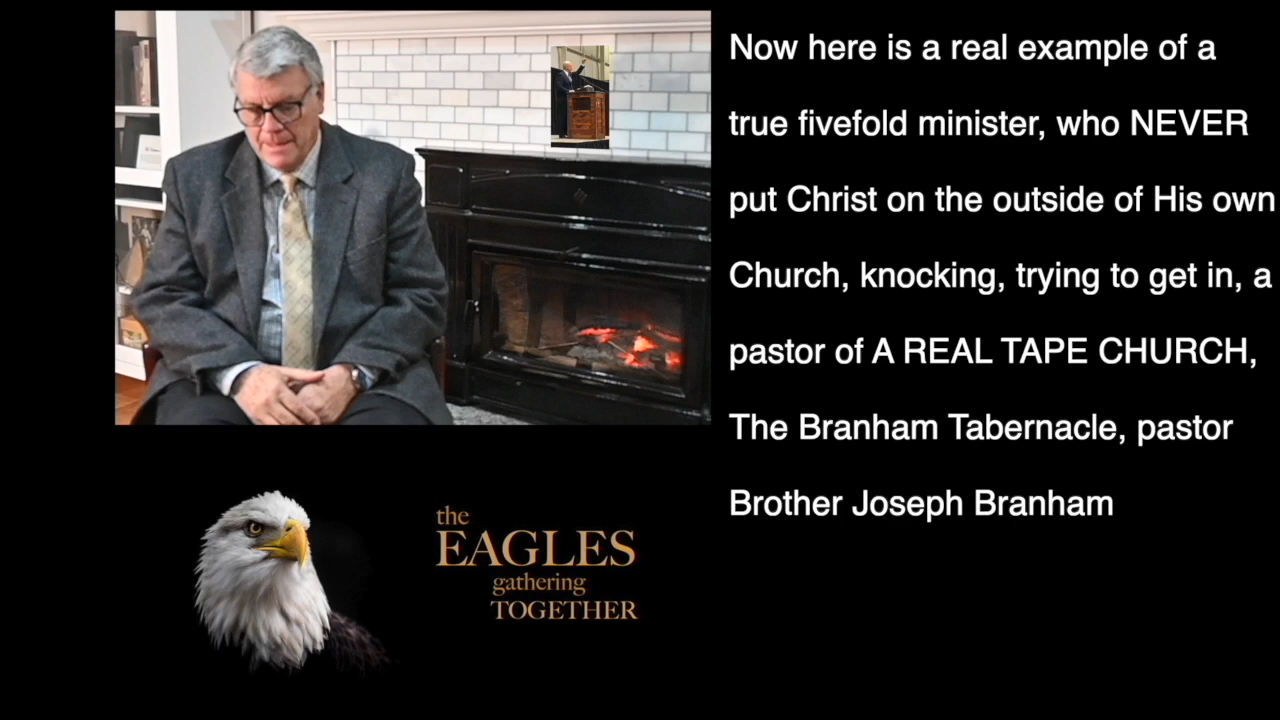 Now here is a real example of a
true fivefold minister, who NEVER
put Christ on the outside of His own
Church, knocking, trying to get in, a
pastor of A REAL TAPE CHURCH,
The Branham Tabernacle, pastor
Brother Joseph Branham
the
EAGLES
gathering
TOGETHER